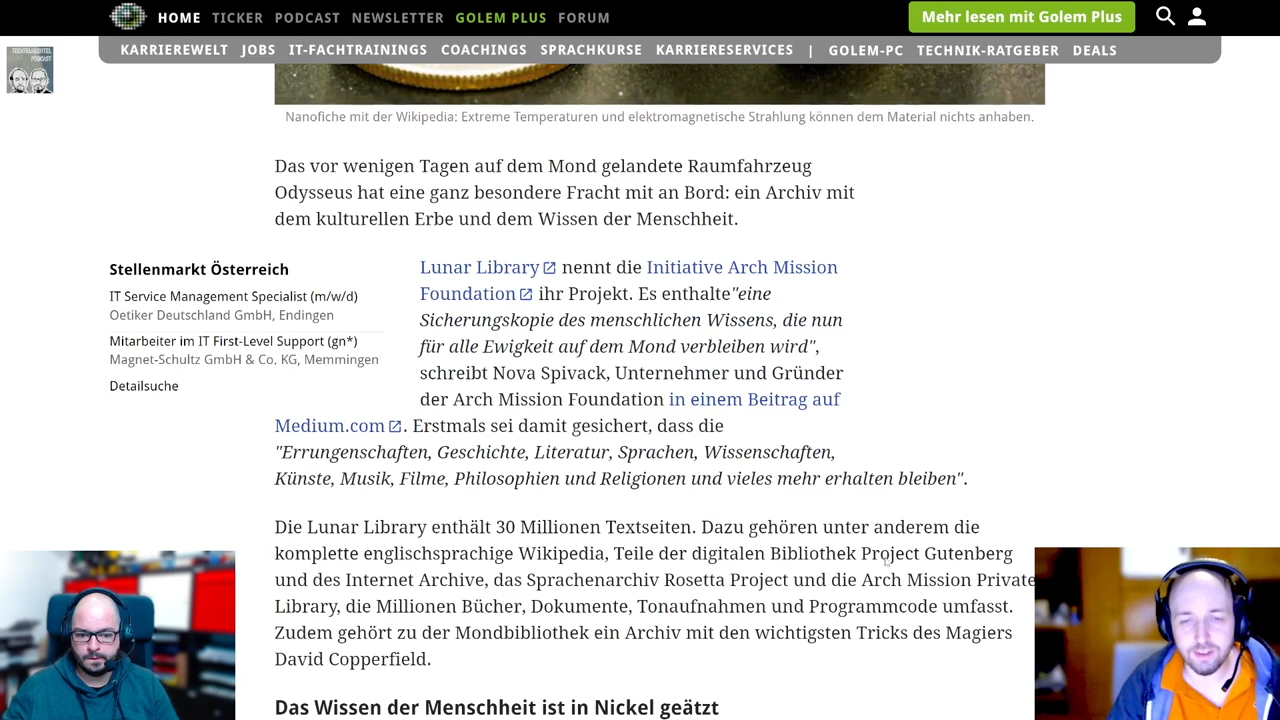 HOME TICKER PODCAST NEWSLETTER GOLEM PLUS FORUM
Mehr lesen mit Golem Plus
KARRIEREWELT JOBS IT-FACHTRAININGS COACHINGS SPRACHKURSE KARRIERESERVICES | GOLEM-PC TECHNIK-RATGEBER DEALS
PODCAST
Nanofiche mit der Wikipedia: Extreme Temperaturen und elektromagnetische Strahlung können dem Material nichts anhaben.
Das vor wenigen Tagen auf dem Mond gelandete Raumfahrzeug
Odysseus hat eine ganz besondere Fracht mit an Bord: ein Archiv mit
dem kulturellen Erbe und dem Wissen der Menschheit.
Stellenmarkt Österreich
IT Service Management Specialist (m/w/d)
Oetiker Deutschland GmbH, Endingen
Mitarbeiter im IT First-Level Support (gn*)
Magnet-Schultz GmbH & Co. KG, Memmingen
Detailsuche
Lunar Library nennt die Initiative Arch Mission
Foundation ihr Projekt. Es enthalte"eine
Sicherungskopie des menschlichen Wissens, die nun
für alle Ewigkeit auf dem Mond verbleiben wird",
schreibt Nova Spivack, Unternehmer und Gründer
der Arch Mission Foundation in einem Beitrag auf
Medium.com. Erstmals sei damit gesichert, dass die
"Errungenschaften, Geschichte, Literatur, Sprachen, Wissenschaften,
Künste, Musik, Filme, Philosophien und Religionen und vieles mehr erhalten bleiben".
Die Lunar Library enthält 30 Millionen Textseiten. Dazu gehören unter anderem die
komplette englischsprachige Wikipedia, Teile der digitalen Bibliothek Project Gutenberg
und des Internet Archive, das Sprachenarchiv Rosetta Project und die Arch Mission Private
Library, die Millionen Bücher, Dokumente, Tonaufnahmen und Programmcode umfasst.
Zudem gehört zu der Mondbibliothek ein Archiv mit den wichtigsten Tricks des Magiers
David Copperfield.
Das Wissen der Menschheit ist in Nickel geätzt